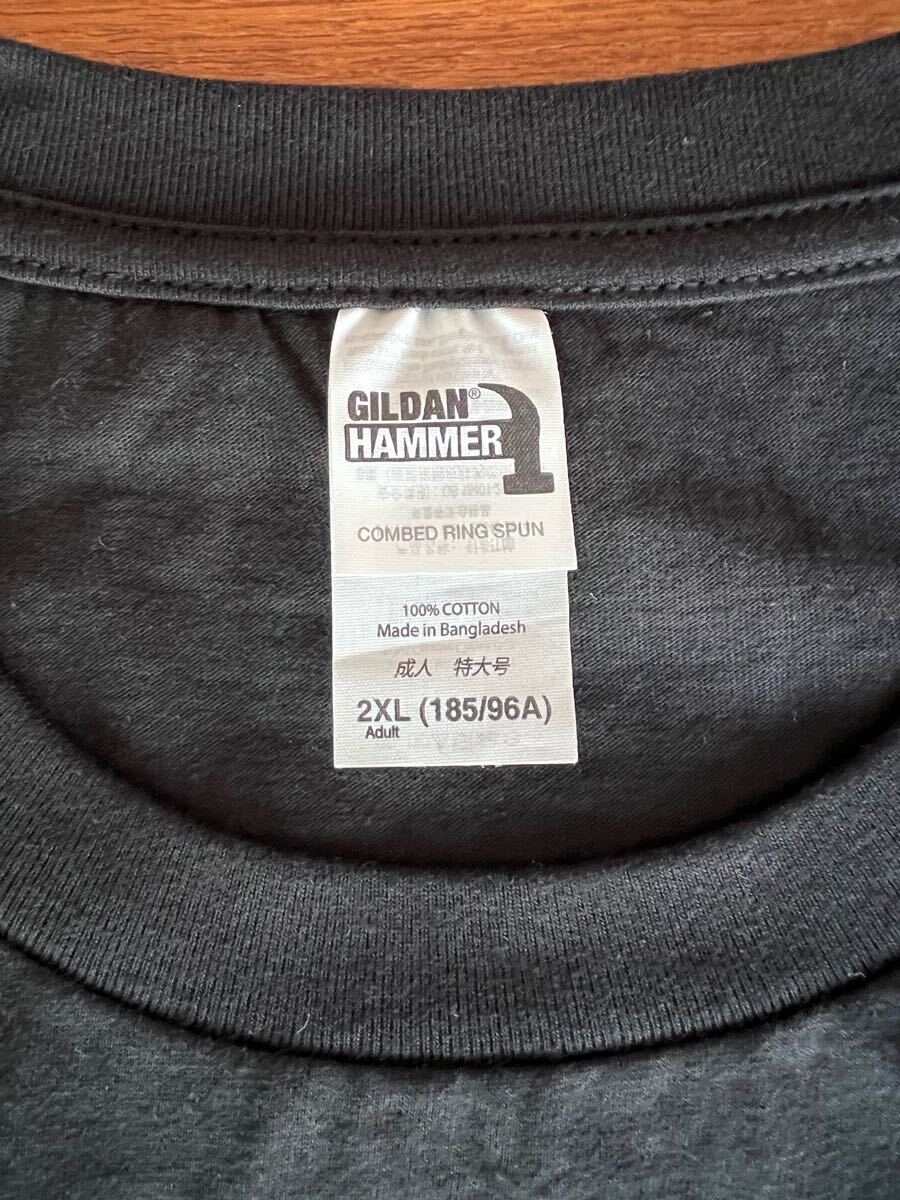 GILDAN®
HAMMER
COMBED RING SPUN
100% COTTON
Made in Bangladesh
成人 特大号
2XL (185/96A)
Adult